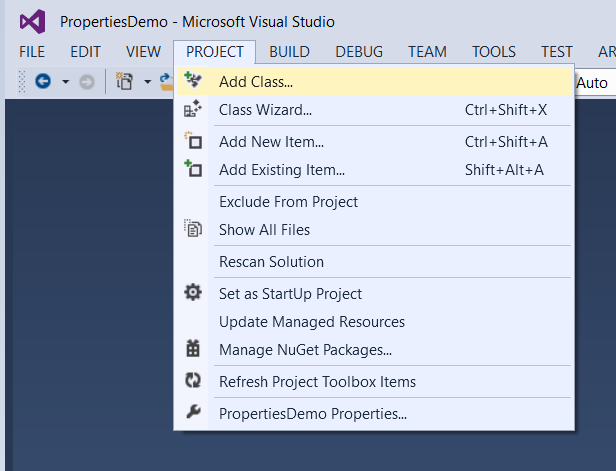 PropertiesDemo - Microsoft Visual Studio
FILE EDIT VIEW PROJECT BUILD DEBUG TEAM TOOLS TEST AR
Auto
Add Class...
Class Wizard... Ctrl+Shift+X
Add New Item... Ctrl+Shift+A
Add Existing Item... Shift+Alt+A
Exclude From Project
Show All Files
Rescan Solution
Set as StartUp Project
Update Managed Resources
Manage NuGet Packages...
Refresh Project Toolbox Items
PropertiesDemo Properties...